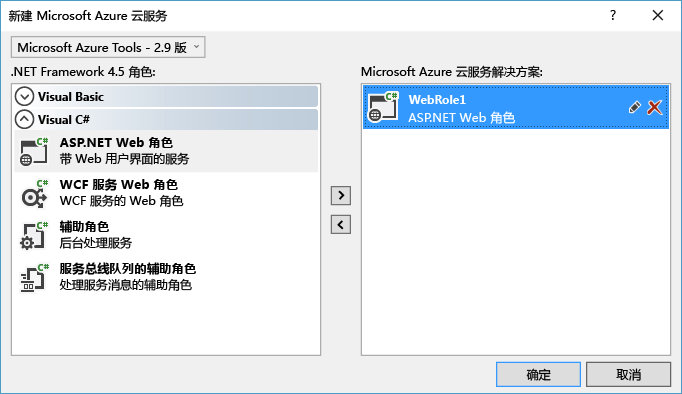 新建 Microsoft Azure 云服务
?
Microsoft Azure Tools - 2.9 版
.NET Framework 4.5 角色:
Visual Basic
Visual C#
C#
ASP.NET Web 角色
带 Web 用户界面的服务
C#
WCF 服务 Web 角色
WCF 服务的 Web 角色
C#
辅助角色
后台处理服务
C#
服务总线队列的辅助角色
处理服务消息的辅助角色
>
<
Microsoft Azure 云服务解决方案:
C#
WebRole1
ASP.NET Web 角色
确定
取消